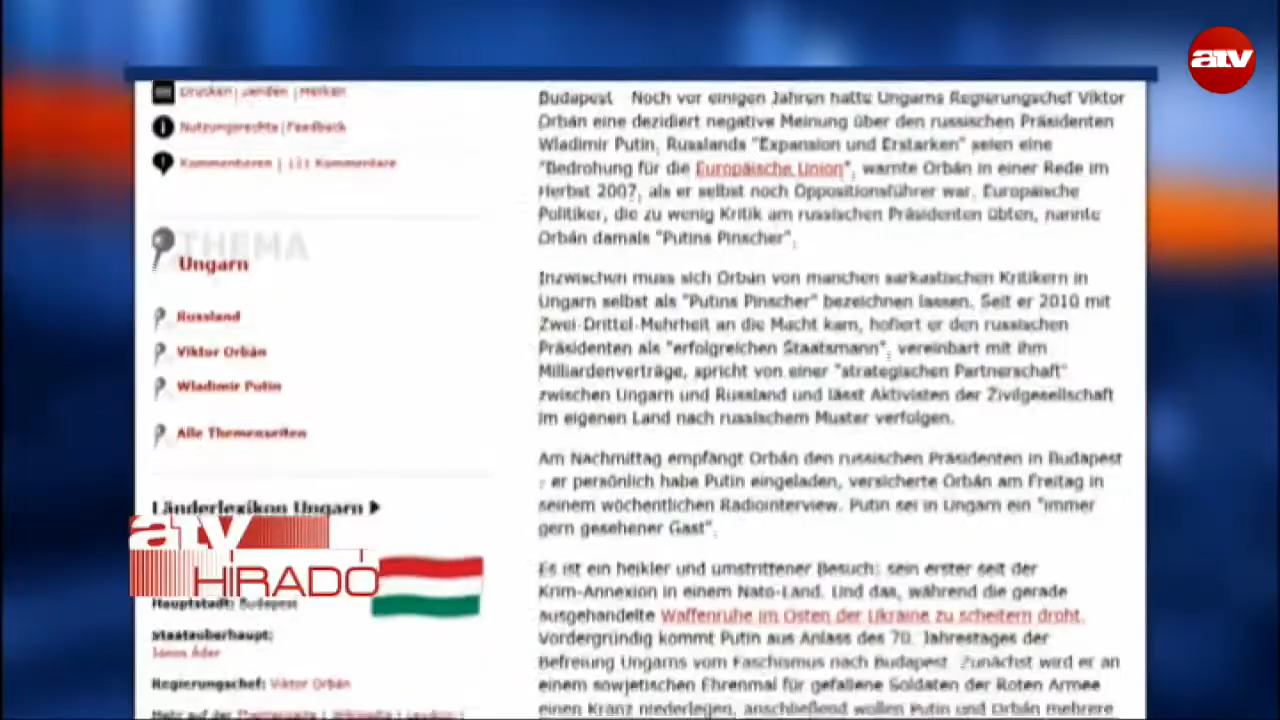 atv
Drucken | Senden | Merken
Nutzungsrechte | Feedback
Kommentieren | 121 Kommentare
THEMA
Ungarn
Russland
Viktor Orbán
Wladimir Putin
Alle Themenseiten
Länderlexikon Ungarn
atv
HÍRADÓ
Hauptstadt: Budapest
Staatsoberhaupt:
János Áder
Regierungschef: Viktor Orbán
Budapest - Noch vor einigen Jahren hatte Ungarns Regierungschef Viktor
Orbán eine dezidiert negative Meinung über den russischen Präsidenten
Wladimir Putin, Russlands "Expansion und Erstarken" seien eine
"Bedrohung für die Europäische Union", warnte Orbán in einer Rede im
Herbst 2007, als er selbst noch Oppositionsführer war. Europäische
Politiker, die zu wenig Kritik am russischen Präsidenten übten, nannte
Orbán damals "Putins Pinscher".
Inzwischen muss sich Orbán von manchen sarkastischen Kritikern in
Ungarn selbst als "Putins Pinscher" bezeichnen lassen. Seit er 2010 mit
Zwei-Drittel-Mehrheit an die Macht kam, hofiert er den russischen
Präsidenten als "erfolgreichen Staatsmann", vereinbart mit ihm
Milliardenverträge, spricht von einer "strategischen Partnerschaft"
zwischen Ungarn und Russland und lässt Aktivisten der Zivilgesellschaft
im eigenen Land nach russischem Muster verfolgen.
Am Nachmittag empfängt Orbán den russischen Präsidenten in Budapest
- er persönlich habe Putin eingeladen, versicherte Orbán am Freitag in
seinem wöchentlichen Radiointerview. Putin sei in Ungarn ein "immer
gern gesehener Gast".
Es ist ein heikler und umstrittener Besuch: sein erster seit der
Krim-Annexion in einem Nato-Land. Und das, während die gerade
ausgehandelte Waffenruhe im Osten der Ukraine zu scheitern droht.
Vordergründig kommt Putin aus Anlass des 70. Jahrestages der
Befreiung Ungarns vom Faschismus nach Budapest. Zunächst wird er an
einem sowjetischen Ehrenmal für gefallene Soldaten der Roten Armee
einen Kranz niederlegen, anschließend wollen Putin und Orbán mehrere